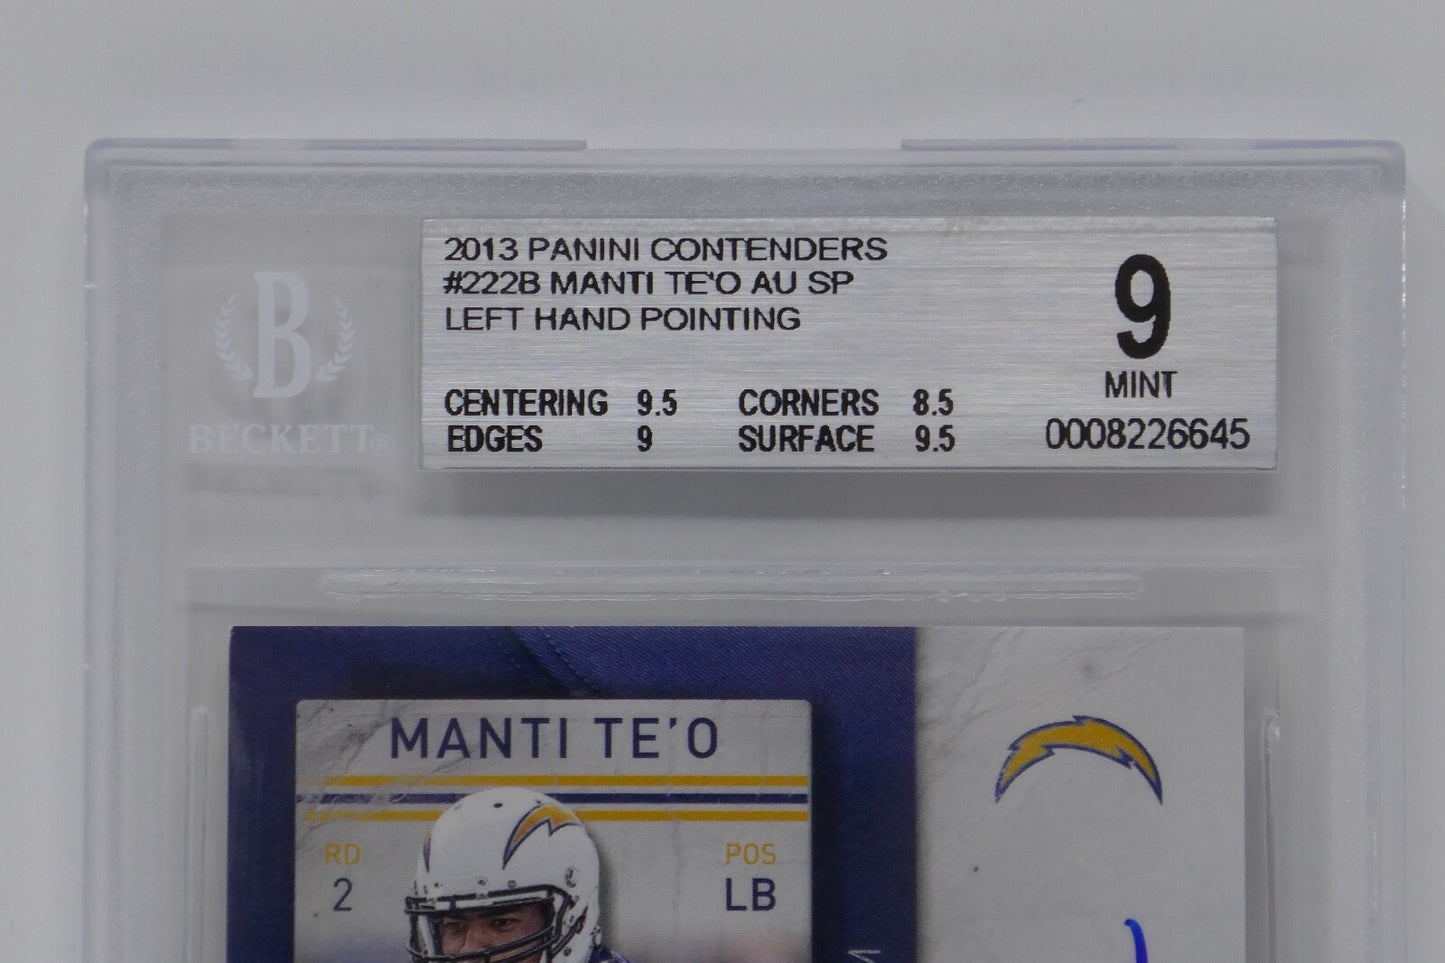 2013 PANINI CONTENDERS
#222B MANTI TE'O AU SP
LEFT HAND POINTING
9
MINT
CENTERING 9.5 CORNERS 8.5
EDGES 9 SURFACE 9.5
0008226645
B
BECKETT®
MANTI TE'O
RD
2
POS
LB